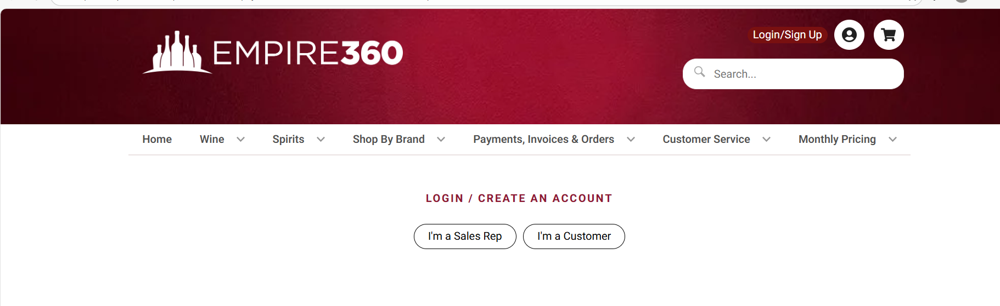 EMPIRE360
Login/Sign Up
Search...
Home Wine Spirits Shop By Brand Payments, Invoices & Orders Customer Service Monthly Pricing
LOGIN / CREATE AN ACCOUNT
I'm a Sales Rep I'm a Customer